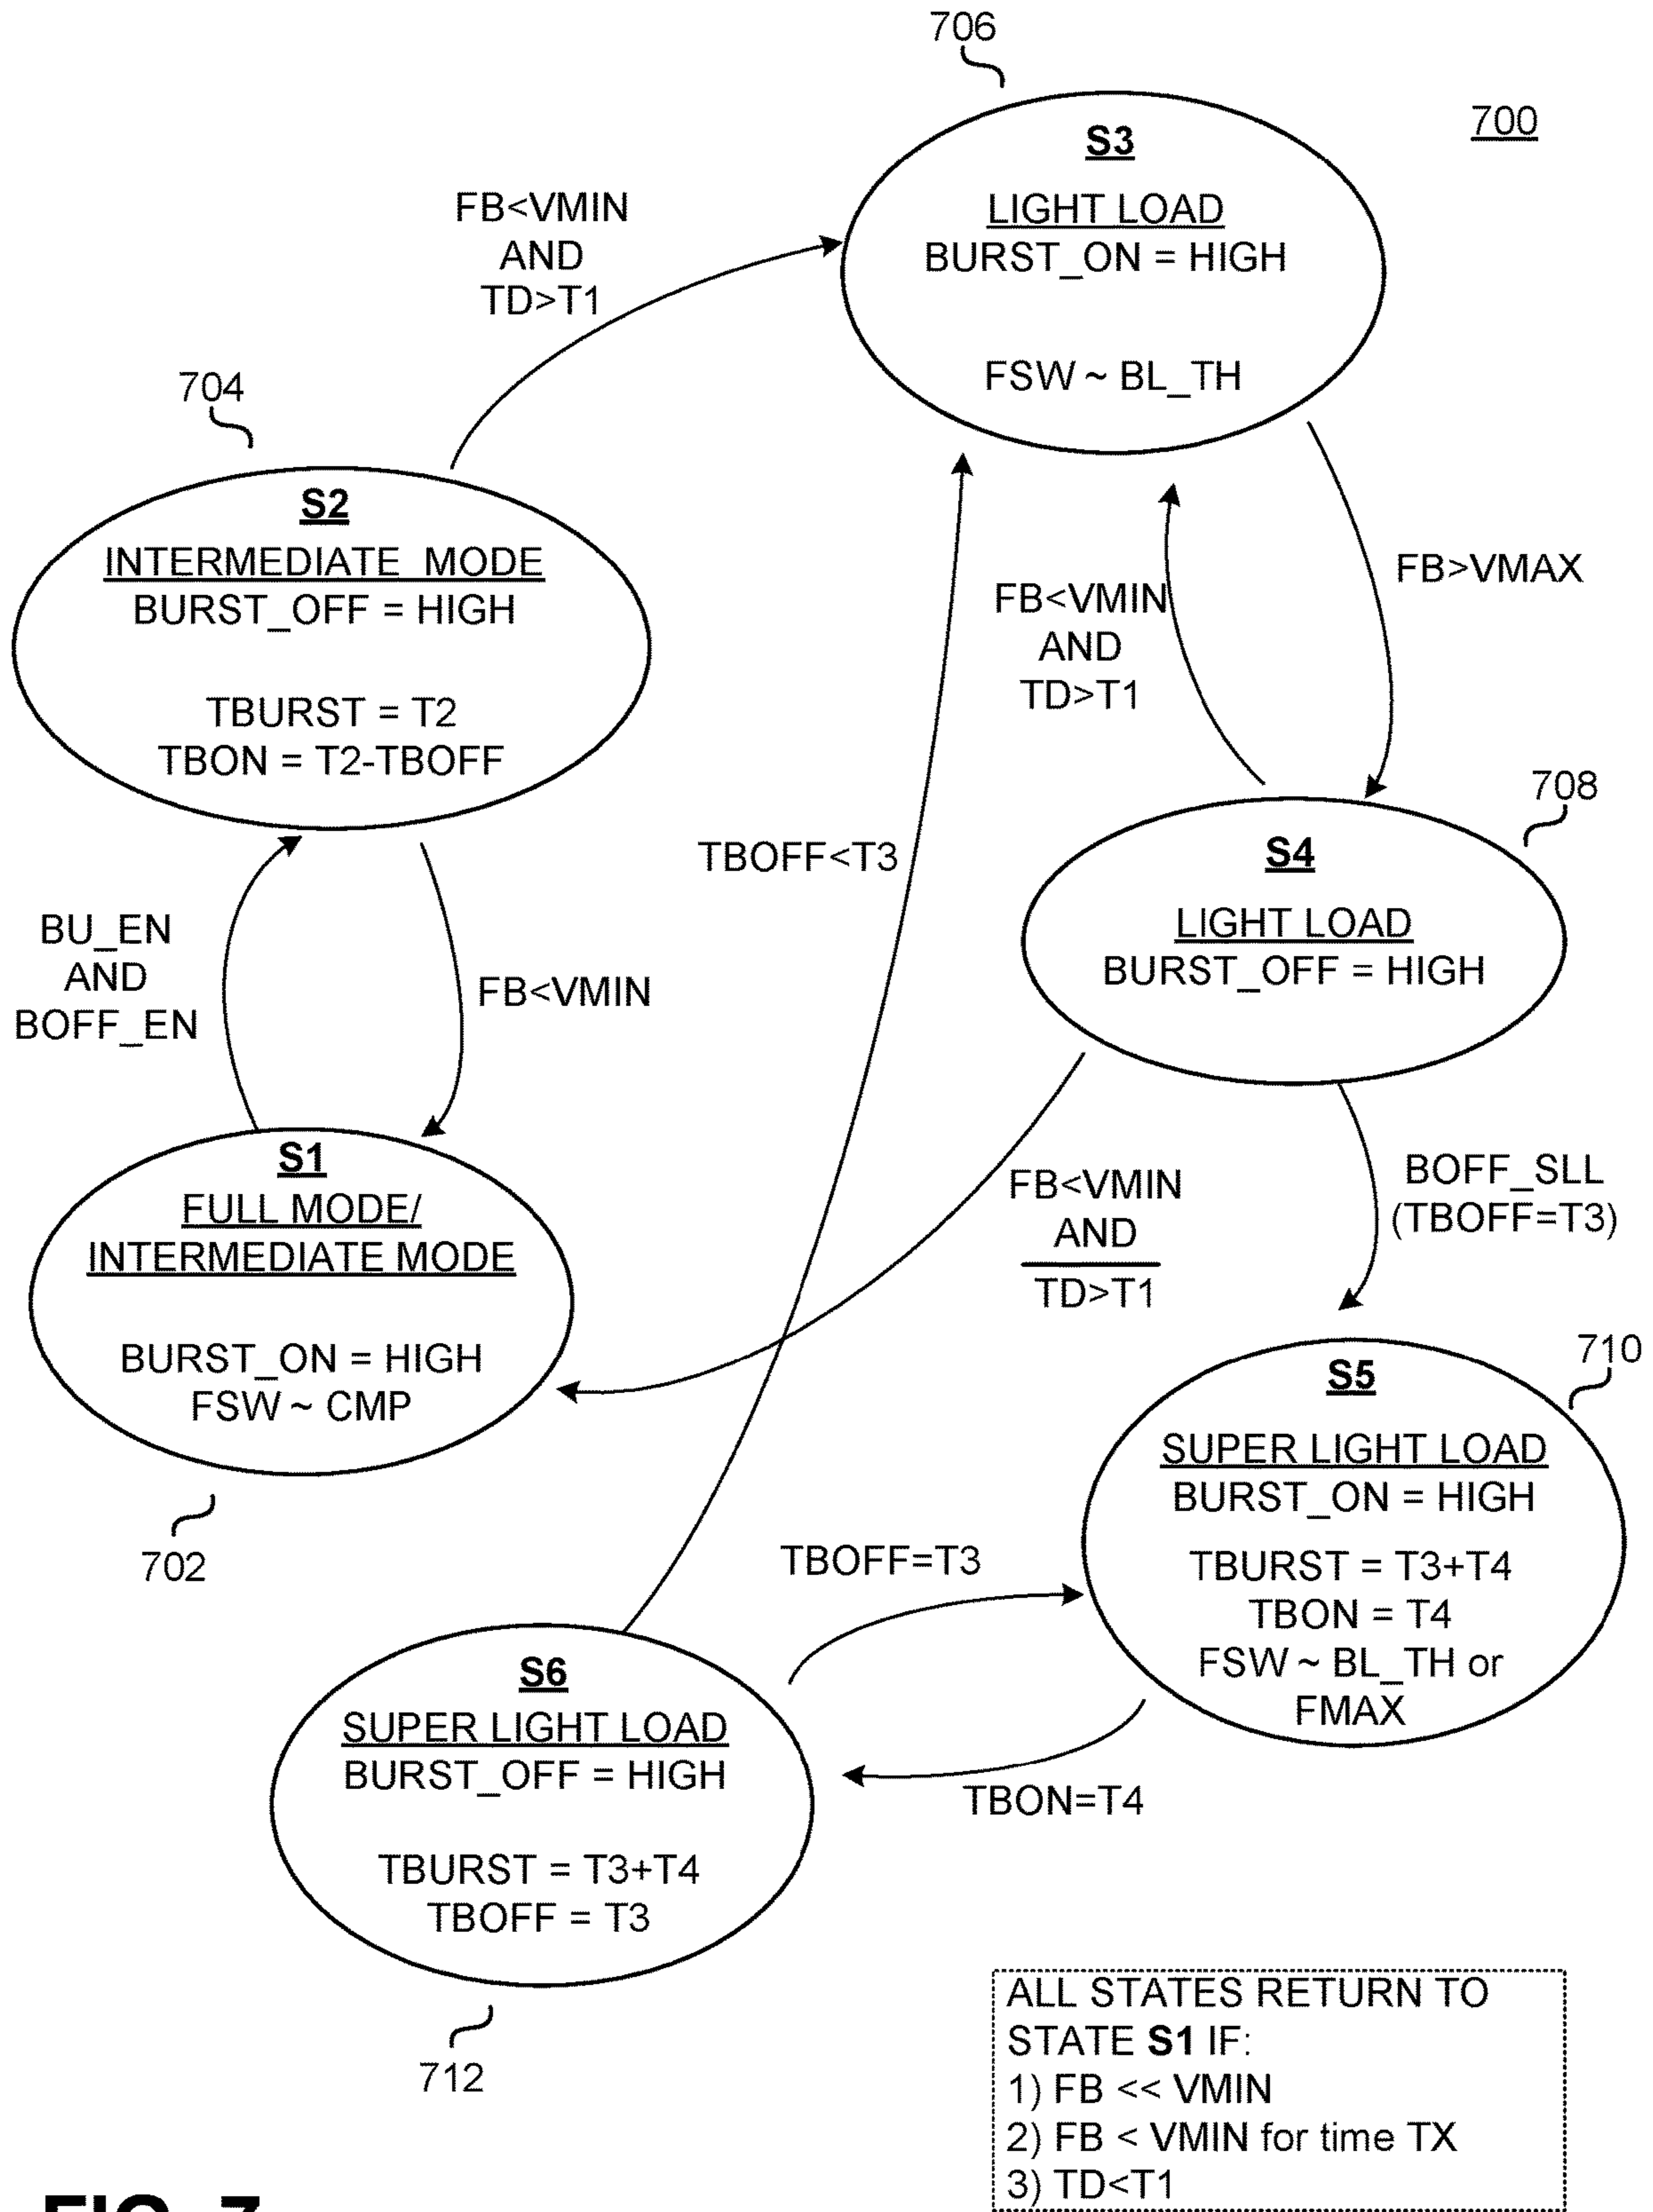 706
700
S3
LIGHT LOAD
BURST_ON = HIGH
FSW ~ BL_TH
FB<VMIN
AND
TD>T1
704
S2
INTERMEDIATE MODE
BURST_OFF = HIGH
TBURST = T2
TBON = T2-TBOFF
FB>VMAX
FB<VMIN
AND
TD>T1
708
S4
LIGHT LOAD
BURST_OFF = HIGH
TBOFF<T3
BU_EN
AND
BOFF_EN
FB<VMIN
S1
FULL MODE/
INTERMEDIATE MODE
BURST_ON = HIGH
FSW ~ CMP
702
FB<VMIN
AND
TD>T1
BOFF_SLL
(TBOFF=T3)
710
S5
SUPER LIGHT LOAD
BURST_ON = HIGH
TBURST = T3+T4
TBON = T4
FSW ~ BL_TH or
FMAX
TBOFF=T3
TBON=T4
S6
SUPER LIGHT LOAD
BURST_OFF = HIGH
TBURST = T3+T4
TBOFF = T3
712
ALL STATES RETURN TO
STATE S1 IF:
1) FB << VMIN
2) FB < VMIN for time TX
3) TD<T1
FIG. 7